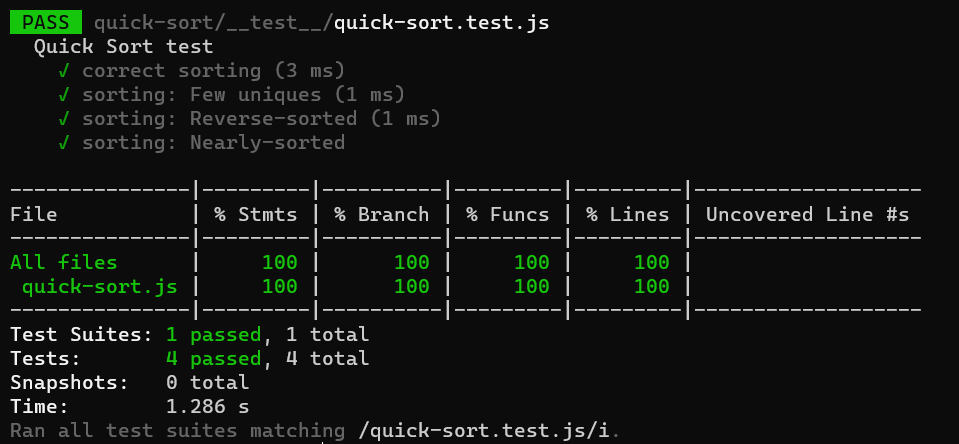 PASS quick-sort/__test__/quick-sort.test.js
Quick Sort test
√ correct sorting (3 ms)
√ sorting: Few uniques (1 ms)
√ sorting: Reverse-sorted (1 ms)
√ sorting: Nearly-sorted
---------------|---------|----------|---------|---------|-------------------
File           | % Stmts | % Branch | % Funcs | % Lines | Uncovered Line #s
---------------|---------|----------|---------|---------|-------------------
All files      |     100 |      100 |     100 |     100 |
 quick-sort.js |     100 |      100 |     100 |     100 |
---------------|---------|----------|---------|---------|-------------------
Test Suites: 1 passed, 1 total
Tests:       4 passed, 4 total
Snapshots:   0 total
Time:        1.286 s
Ran all test suites matching /quick-sort.test.js/i.